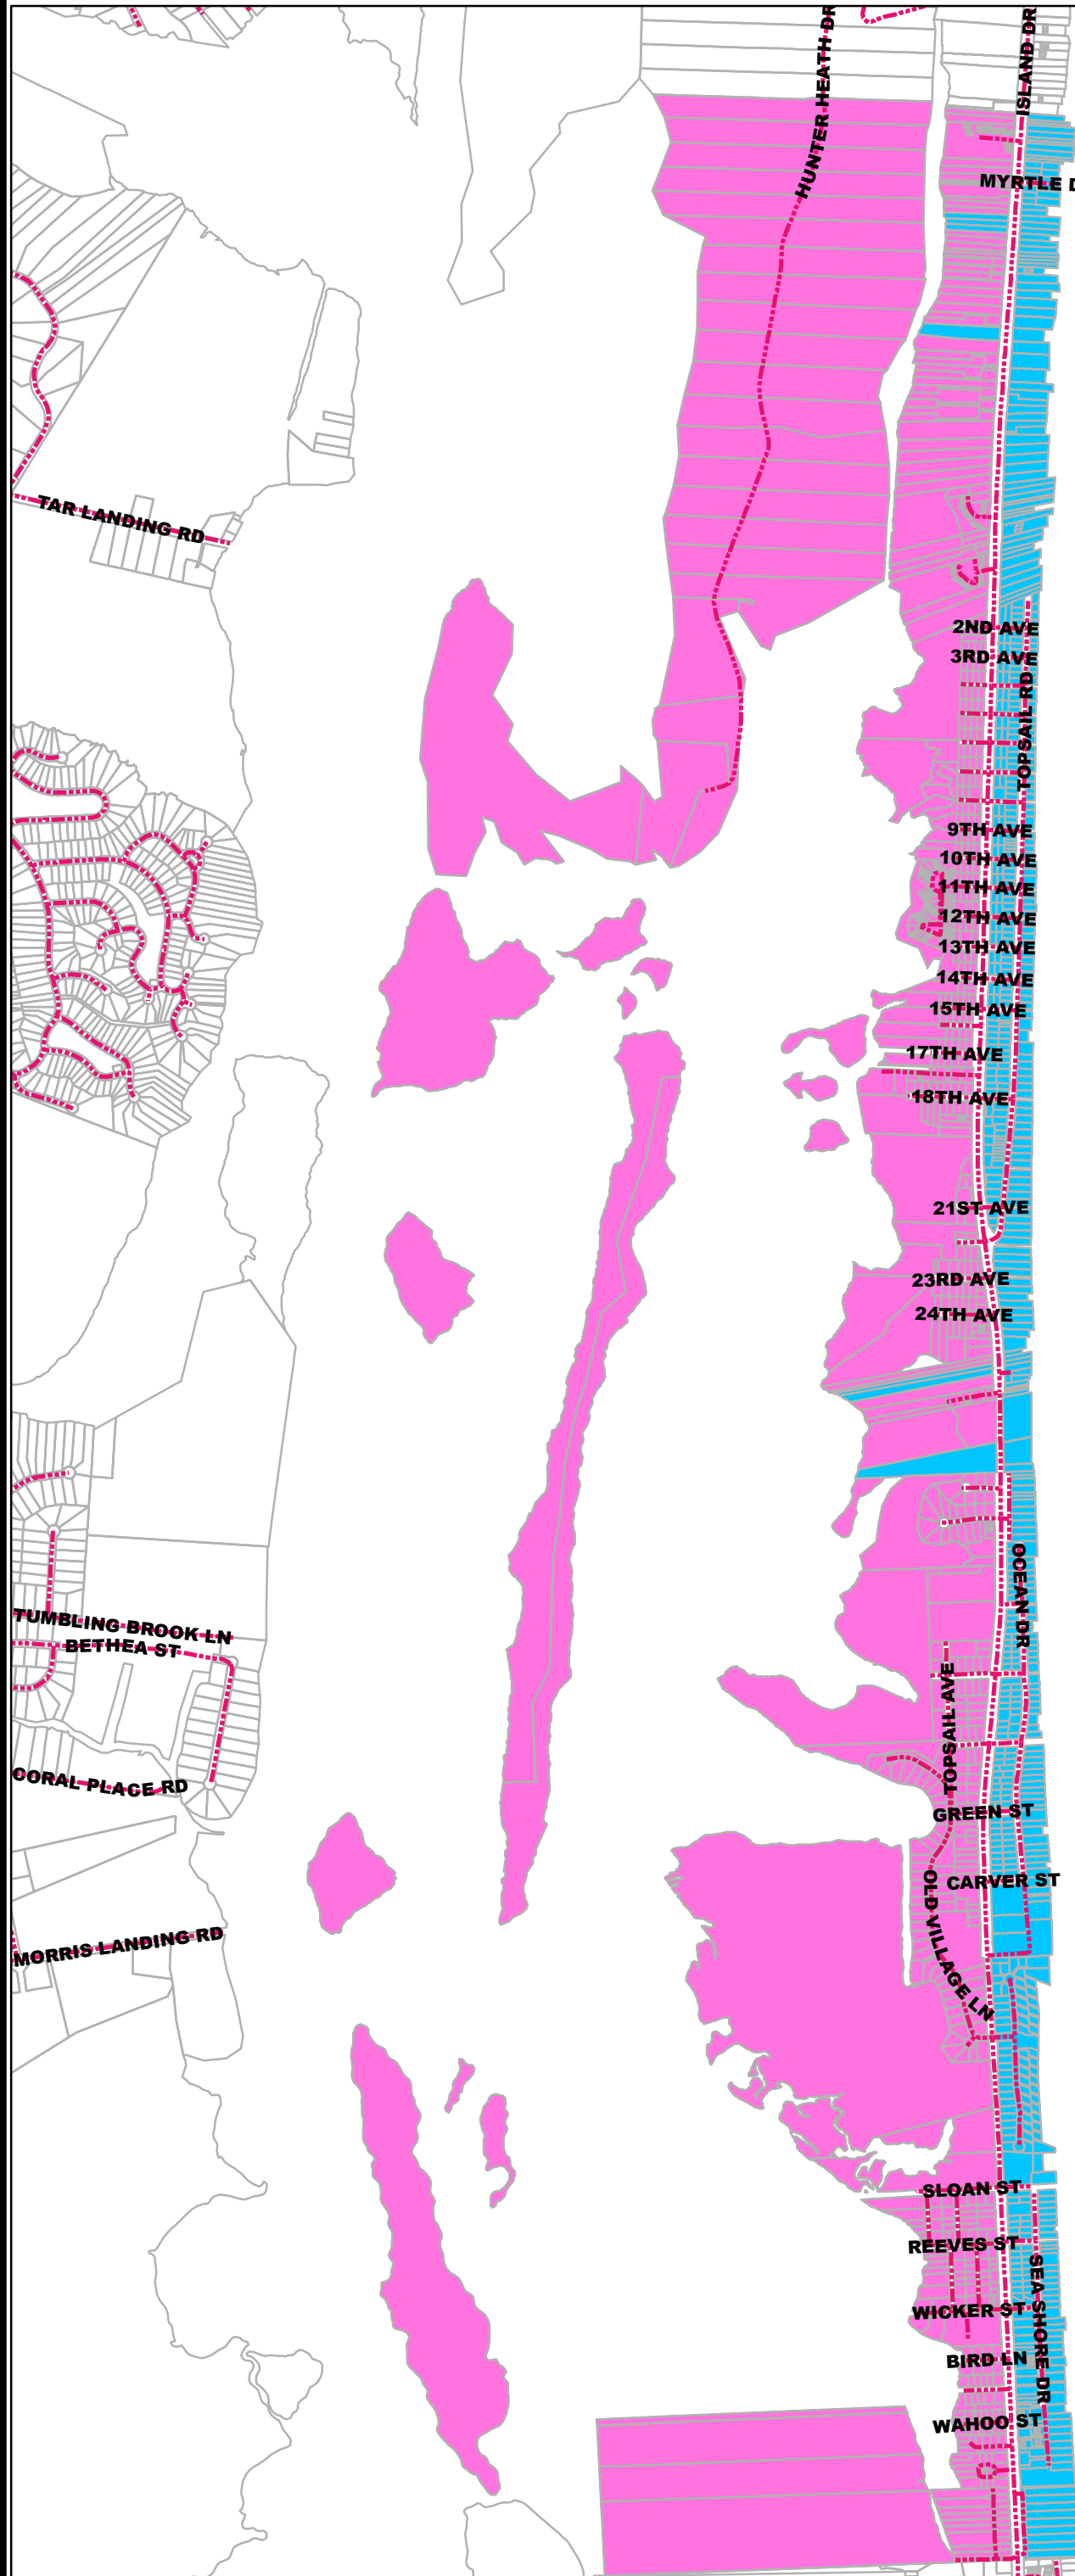 HUNTER HEATH DR
ISLAND DR
MYRTLE D
TAR LANDING RD
2ND AVE
3RD AVE
TOPSAIL RD
9TH AVE
10TH AVE
11TH AVE
12TH AVE
13TH AVE
14TH AVE
15TH AVE
17TH AVE
18TH AVE
21ST AVE
23RD AVE
24TH AVE
OCEAN DR
TUMBLING BROOK LN
BETHEA ST
TOPSAIL AVE
CORAL PLACE RD
GREEN ST
CARVER ST
OLD VILLAGE LN
MORRIS LANDING RD
SLOAN ST
REEVES ST
SEA SHORE DR
WICKER ST
BIRD LN
WAHOO ST